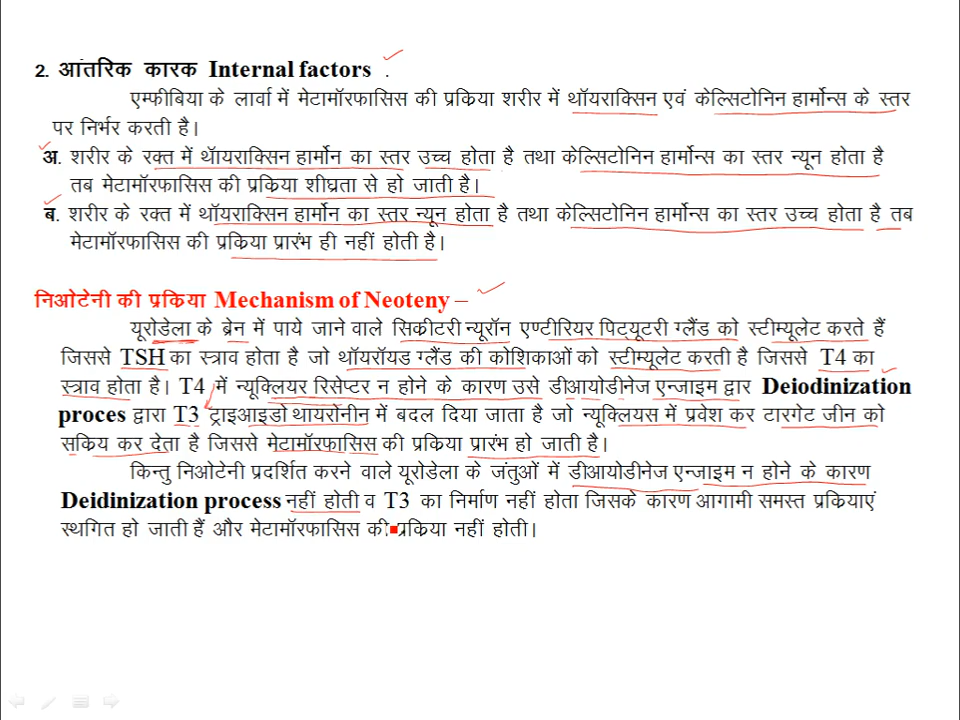 2. आंतरिक कारक Internal factors .
एम्फीबिया के लार्वा में मेटामॉरफासिस की प्रक्रिया शरीर में थॉयराक्सिन एवं केल्सिटोनिन हार्मोन्स के स्तर
पर निर्भर करती है।
अ. शरीर के रक्त में थॅायराक्सिन हार्मोन का स्तर उच्च होता है तथा केल्सिटोनिन हार्मोन्स का स्तर न्यून होता है
तब मेटामॉरफासिस की प्रक्रिया शीघ्रता से हो जाती है।
ब. शरीर के रक्त में थॉयराक्सिन हार्मोन का स्तर न्यून होता है तथा केल्सिटोनिन हार्मोन्स का स्तर उच्च होता है तब
मेटामॉरफासिस की प्रक्रिया प्रारंभ ही नहीं होती है।
निओटेनी की प्रक्रिया Mechanism of Neoteny –
यूरोडेला के ब्रेन में पाये जाने वाले सिकीटरी न्यूरॉन एण्टीरियर पिट्यूटरी ग्लैंड को स्टीम्यूलेट करते हैं
जिससे TSH का स्त्राव होता है जो थॉयरॉयड ग्लैंड की कोशिकाओं को स्टीम्यूलेट करती है जिससे T4 का
स्त्राव होता है। T4 में न्यूक्लियर रिसेप्टर न होने के कारण उसे डीआयोडीनेज एन्जाइम द्वार Deiodinization
proces द्वारा T3 ट्राइआइडो थायरोंनीन में बदल दिया जाता है जो न्यूक्लियस में प्रवेश कर टारगेट जीन को
सकिय कर देता है जिससे मेटामॉरफासिस की प्रक्रिया प्रारंभ हो जाती है।
किन्तु निओटेनी प्रदर्शित करने वाले यूरोडेला के जंतुओं में डीआयोडीनेज एन्जाइम न होने के कारण
Deidinization process नहीं होती व T3 का निर्माण नहीं होता जिसके कारण आगामी समस्त प्रक्रियाएं
स्थगित हो जाती हैं और मेटामॉरफासिस की प्रक्रिया नहीं होती।